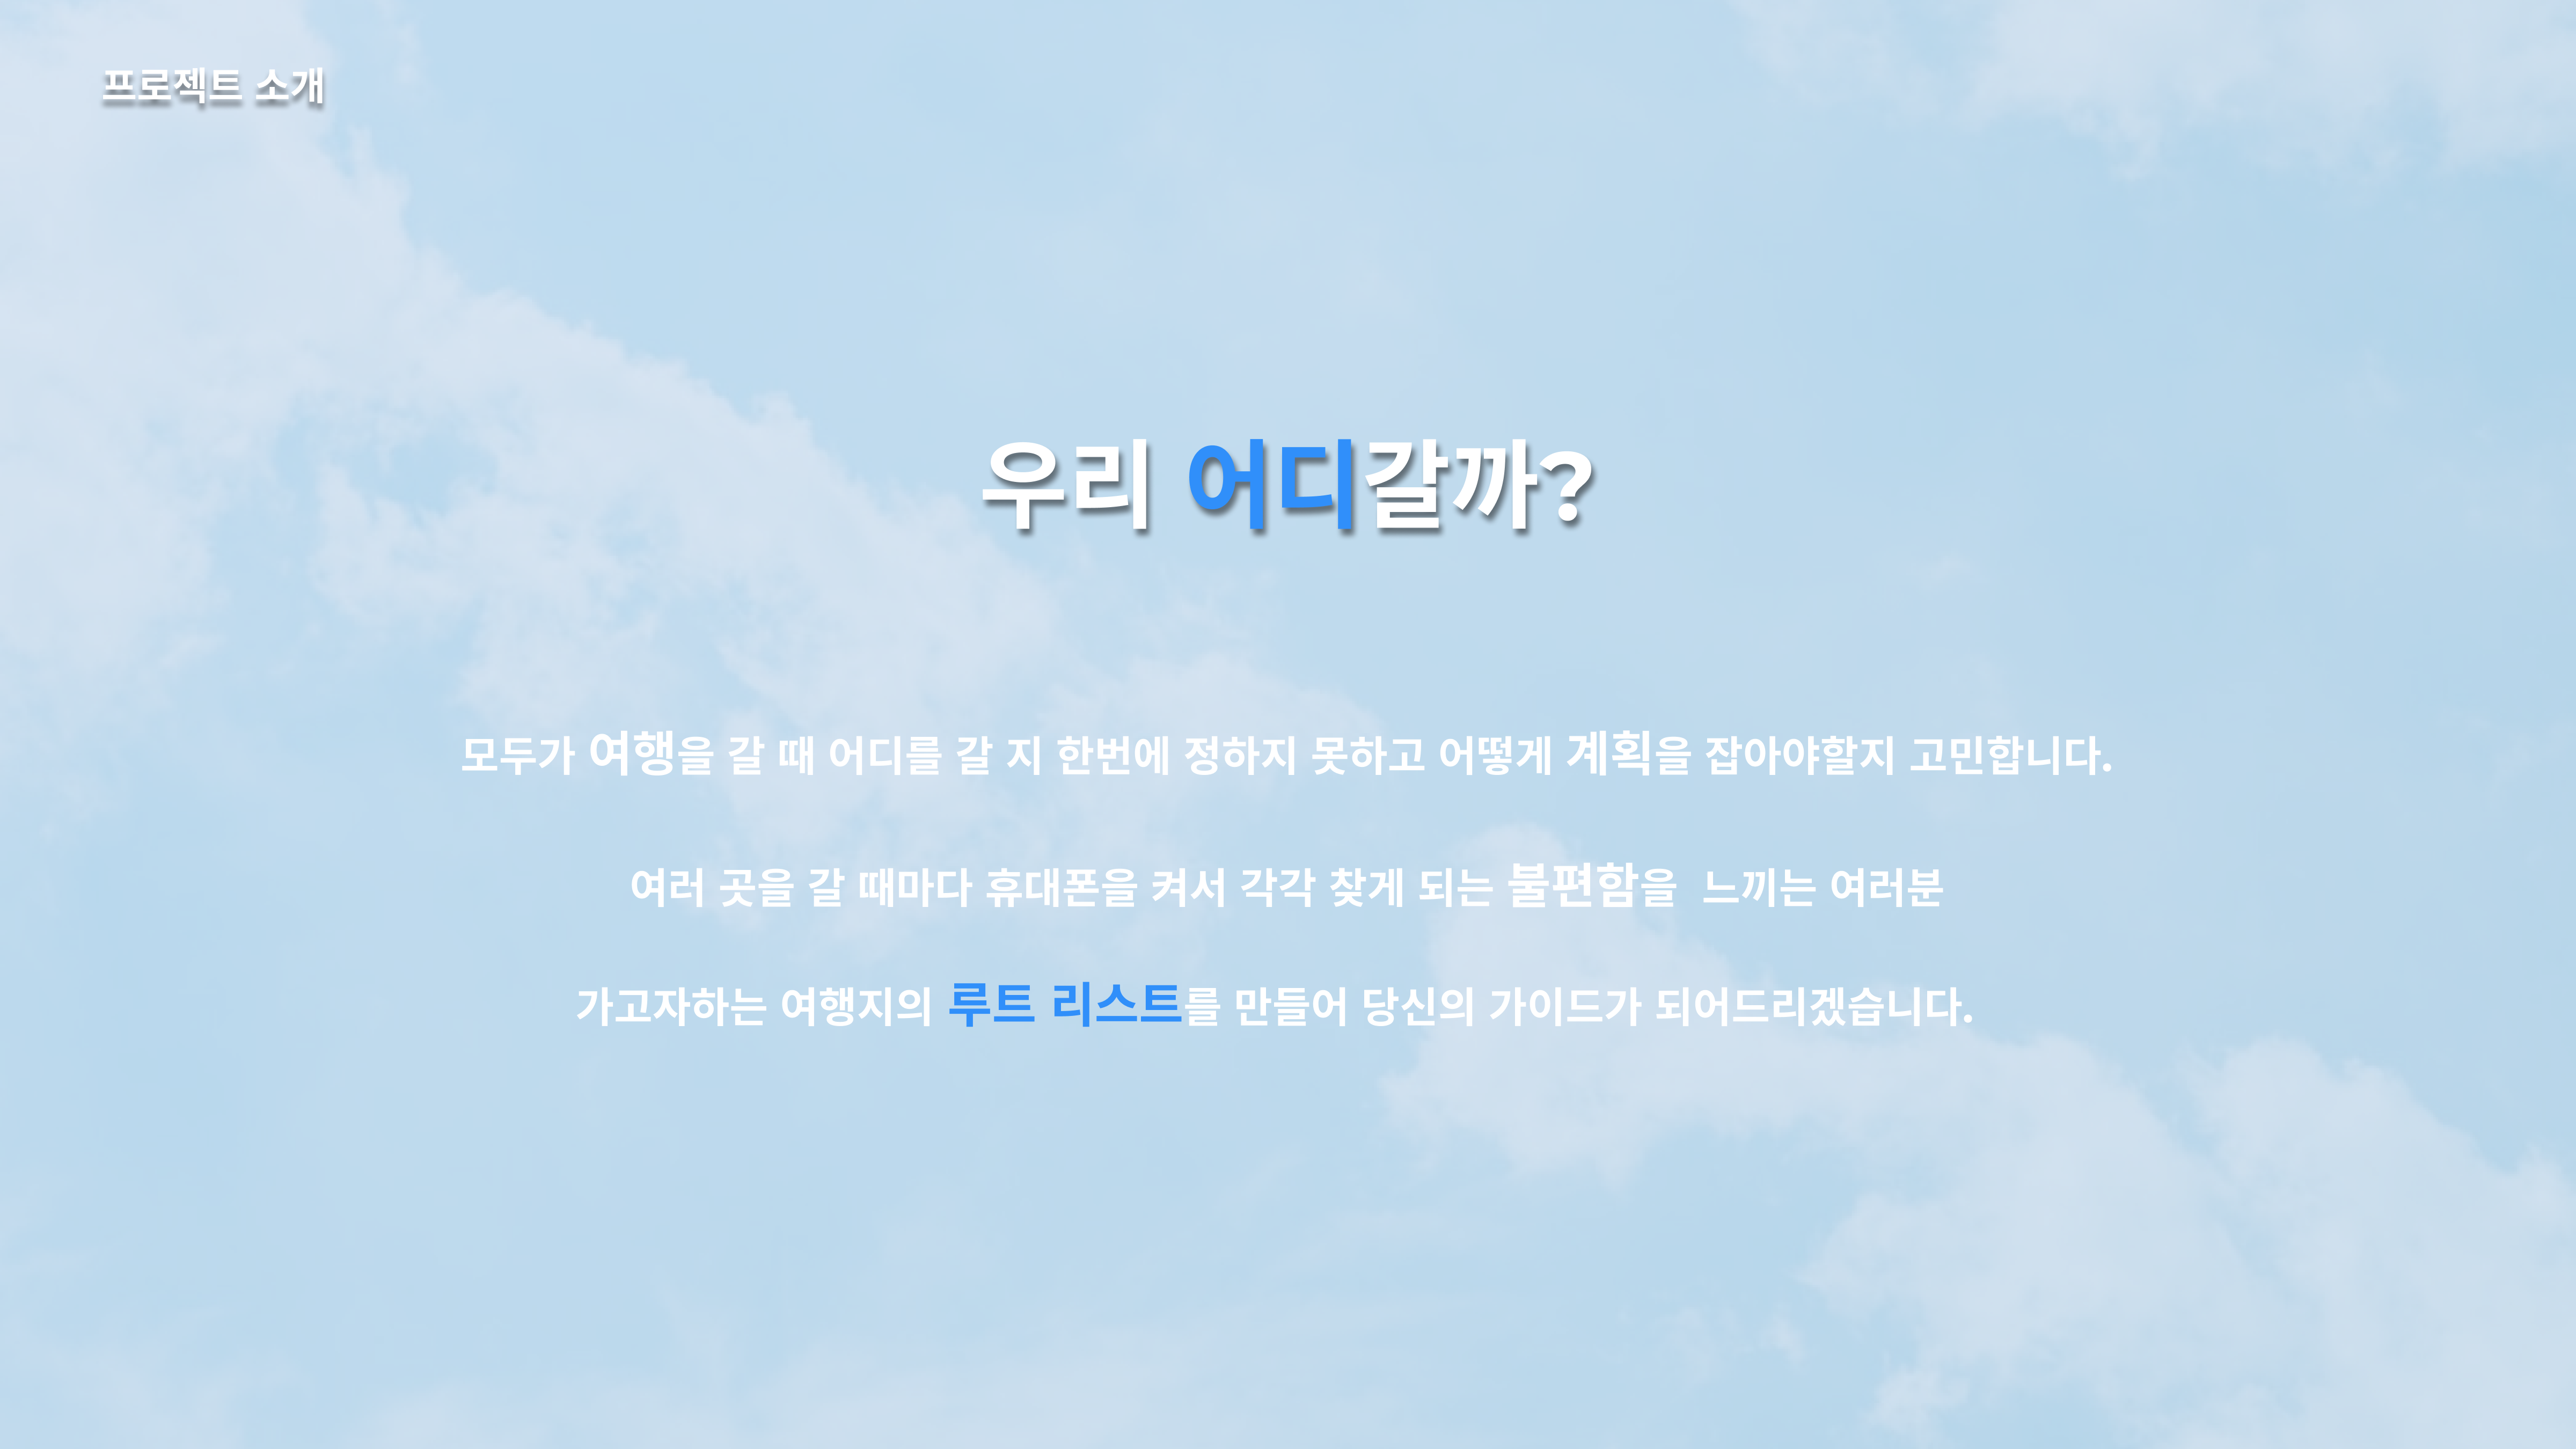 프로젝트 소개
우리 어디갈까?
모두가 여행을 갈 때 어디를 갈 지 한번에 정하지 못하고 어떻게 계획을 잡아야할지 고민합니다.
여러 곳을 갈 때마다 휴대폰을 켜서 각각 찾게 되는 불편함을  느끼는 여러분
가고자하는 여행지의 루트 리스트를 만들어 당신의 가이드가 되어드리겠습니다.